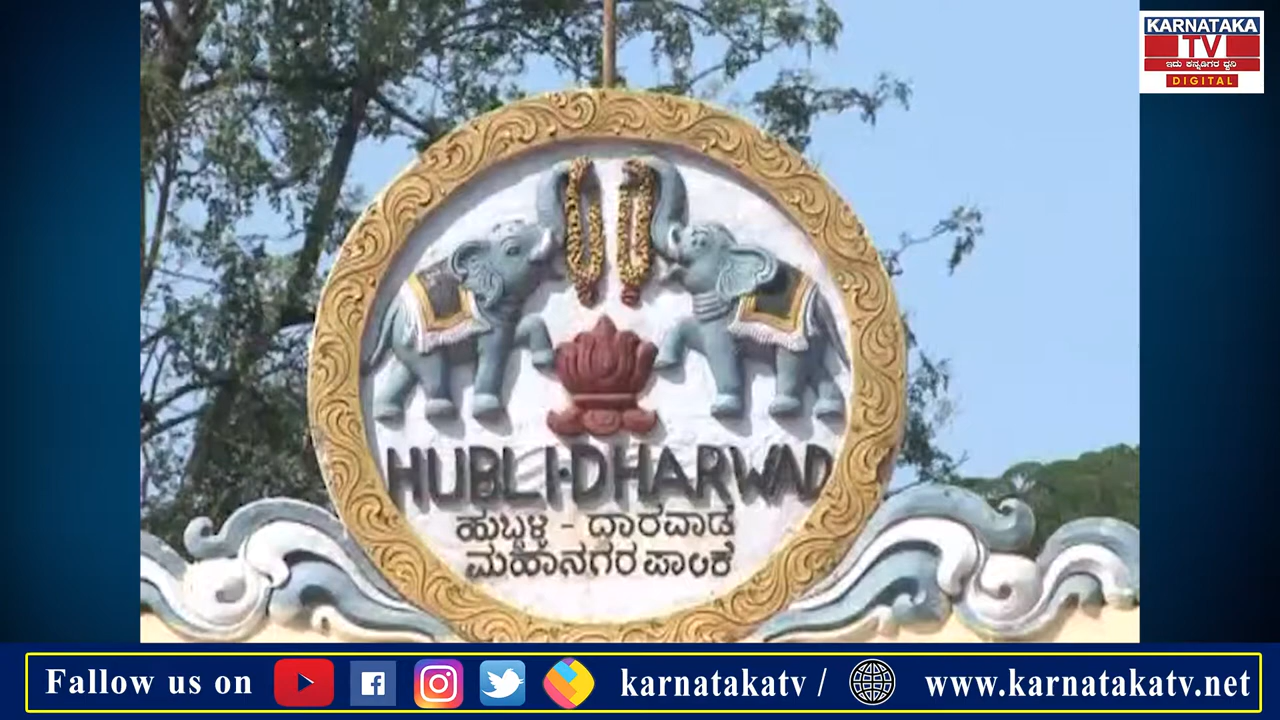 KARNATAKA
TV
ಇದು ಕನ್ನಡಿಗರ ಧ್ವನಿ
DIGITAL
HUBLI-DHARWAD
ಹುಬ್ಬಳ್ಳಿ - ಧಾರವಾಡ
ಮಹಾನಗರ ಪಾಲಿಕೆ
Fallow us on karnatakatv / www.karnatakatv.net